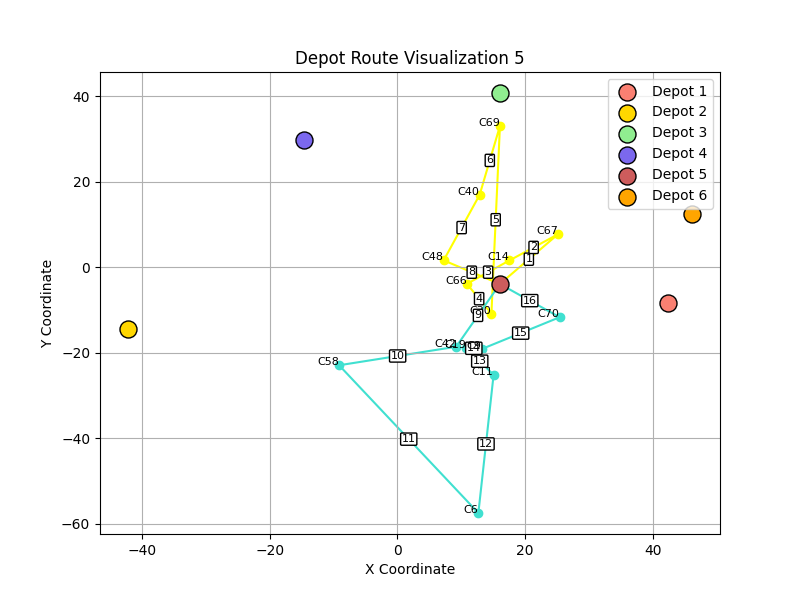 Depot Route Visualization 5
Depot 1
Depot 2
Depot 3
Depot 4
Depot 5
Depot 6
Y Coordinate
X Coordinate
40
20
0
−20
−40
−60
−40
−20
0
20
40
C69
6
C40
5
7
C67
2
C48
C14
1
8
3
C66
4
16
9
C70
15
C42
10
C58
13
C11
11
12
C6